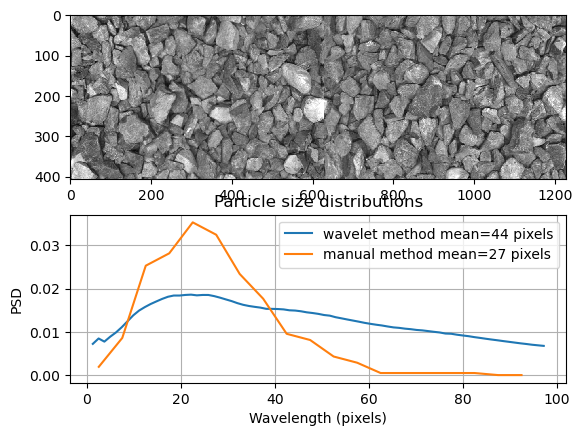 0
100
200
300
400
0 200 400 600 800 1000 1200
Particle size distributions
wavelet method mean=44 pixels
manual method mean=27 pixels
0.03
0.02
0.01
0.00
PSD
0 20 40 60 80 100
Wavelength (pixels)